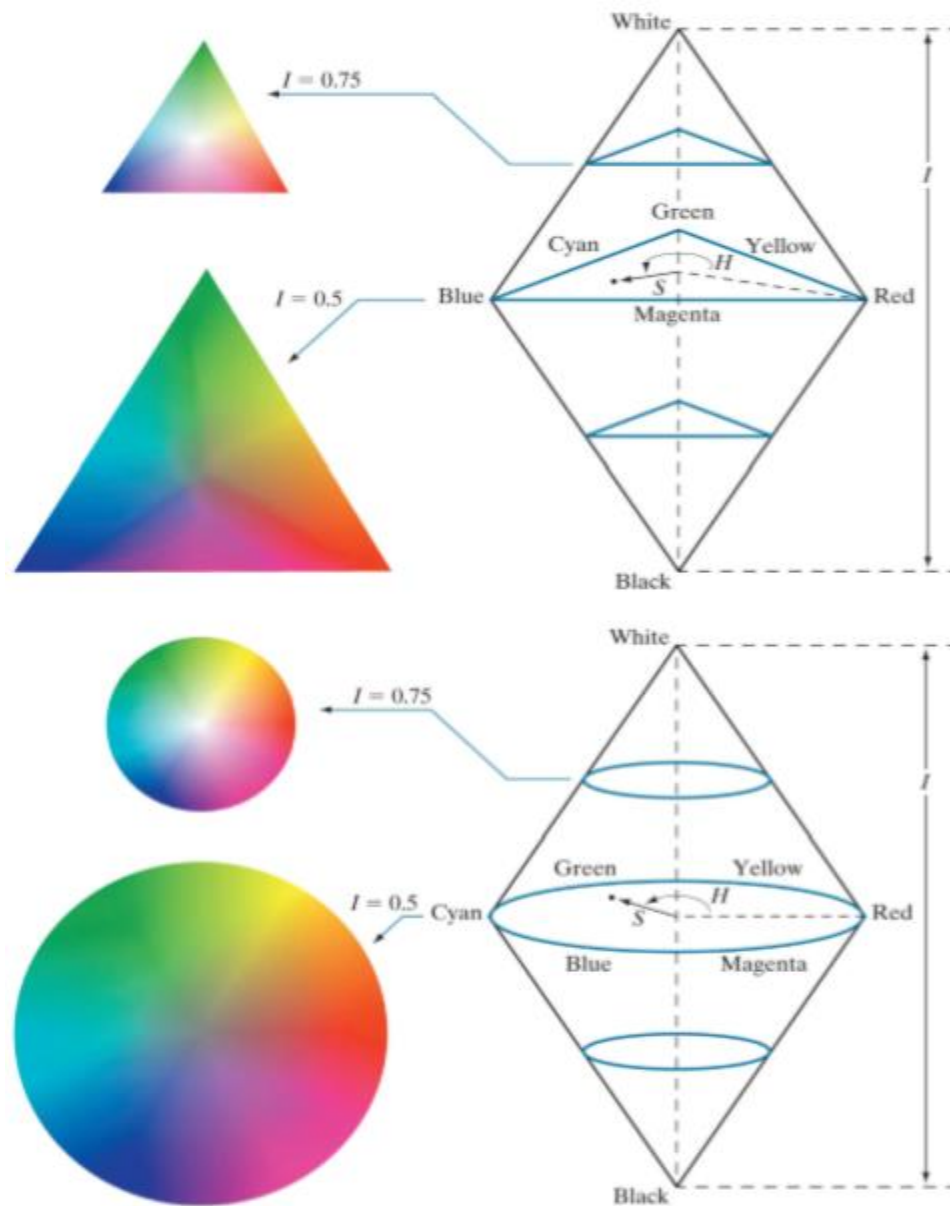 White
I = 0.75
I
Green
Cyan
Yellow
H
I = 0.5
Blue
S
Red
Magenta
Black
White
I = 0.75
I
Green
Yellow
I = 0.5
Cyan
H
S
Red
Blue
Magenta
Black